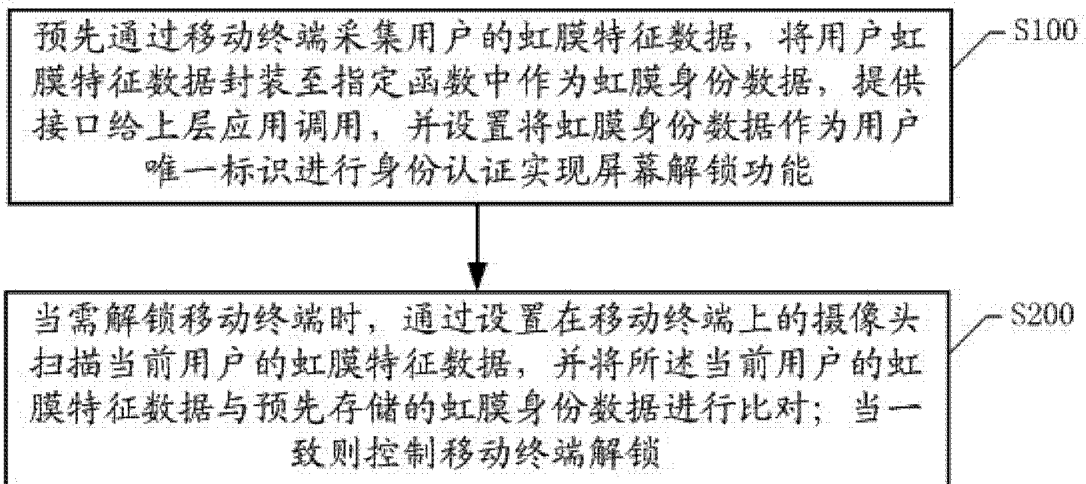 预先通过移动终端采集用户的虹膜特征数据，将用户虹
膜特征数据封装至指定函数中作为虹膜身份数据，提供
接口给上层应用调用，并设置将虹膜身份数据作为用户
唯一标识进行身份认证实现屏幕解锁功能
S100
当需解锁移动终端时，通过设置在移动终端上的摄像头
扫描当前用户的虹膜特征数据，并将所述当前用户的虹
膜特征数据与预先存储的虹膜身份数据进行比对；当一
致则控制移动终端解锁
S200